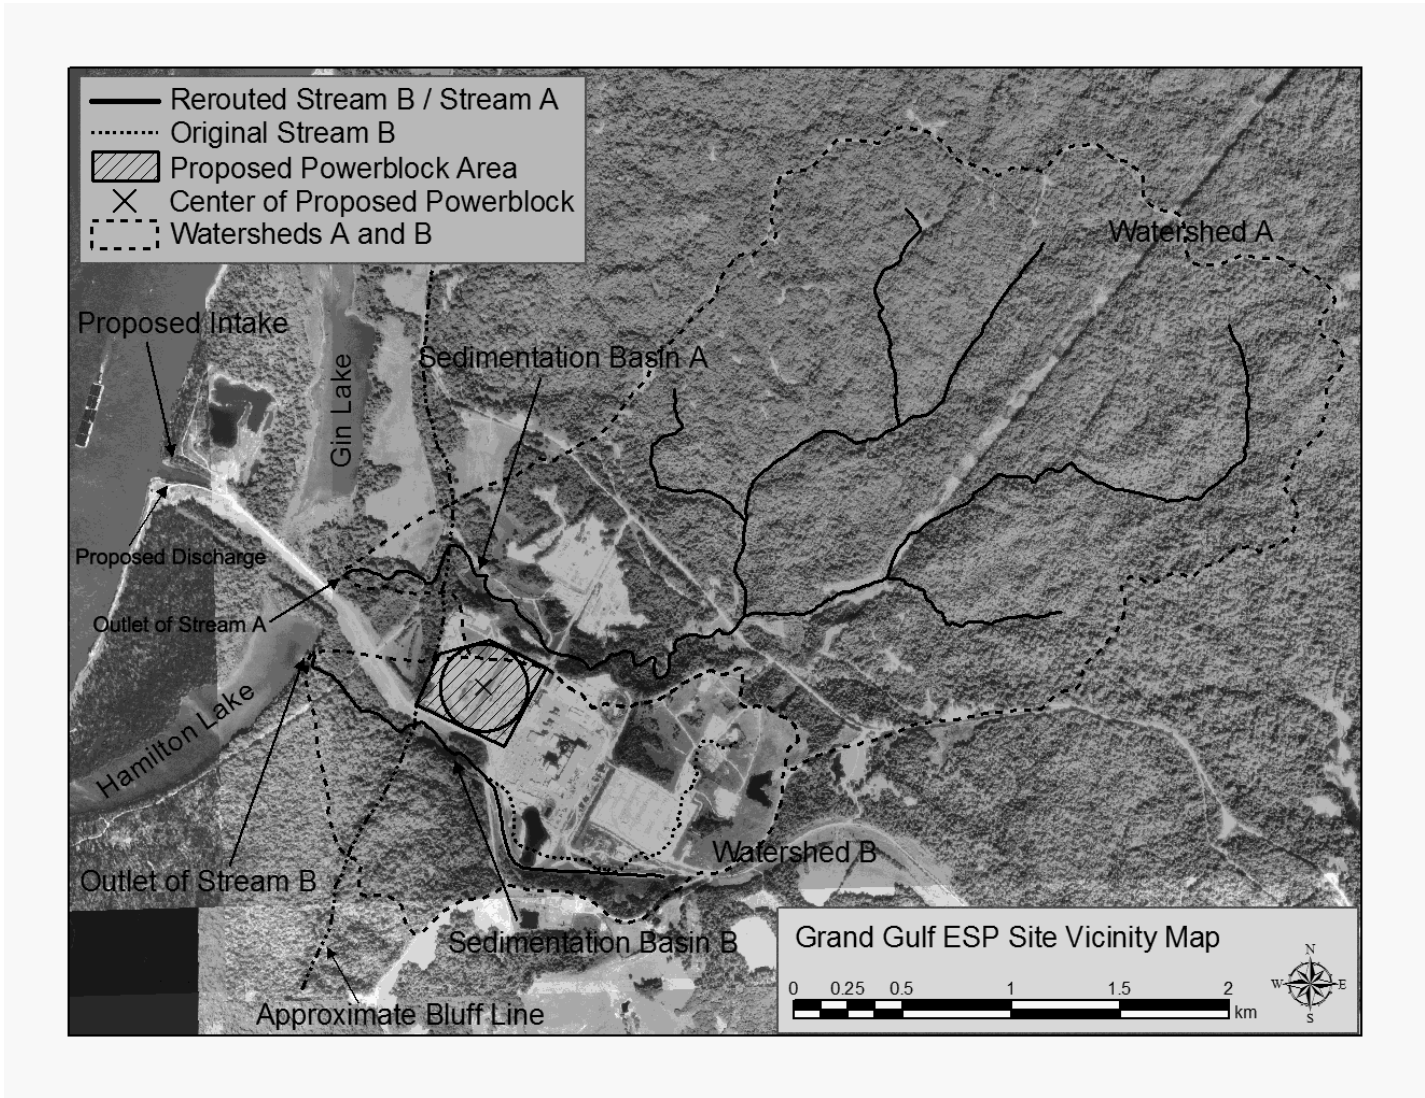 Rerouted Stream B / Stream A
Original Stream B
Proposed Powerblock Area
Center of Proposed Powerblock
Watersheds A and B
Watershed A
Proposed Intake
Sedimentation Basin A
Gin Lake
Proposed Discharge
Outlet of Stream A
Hamilton Lake
Watershed B
Outlet of Stream B
Sedimentation Basin B
Approximate Bluff Line
Grand Gulf ESP Site Vicinity Map
0 0.25 0.5 1 1.5 2
km
N
W E
S